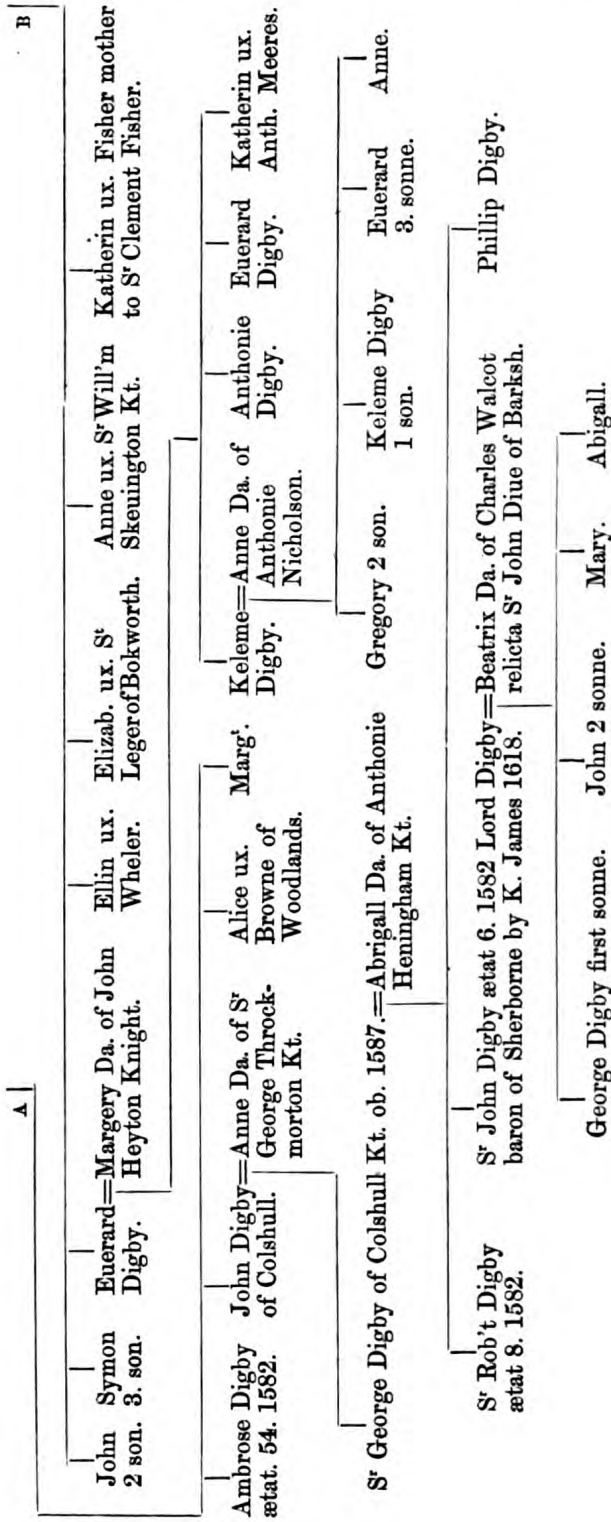 A
B
John
2 son.
Symon
3. son.
Euerard=Margery Da. of John
Digby. Heyton Knight.
Ellin ux.
Wheler.
Elizab. ux. Sʳ
Leger of Bokworth.
Anne ux. Sʳ Will'm
Skeuington Kt.
Katherin ux. Fisher mother
to Sʳ Clement Fisher.
Ambrose Digby
ætat. 54. 1582.
John Digby=Anne Da. of Sʳ
of Colshull. George Throck-
morton Kt.
Alice ux.
Browne of
Woodlands.
Margᵗ.
Keleme=Anne Da. of
Digby. Anthonie
Nicholson.
Anthonie
Digby.
Euerard
Digby.
Katherin ux.
Anth. Meeres.
Sʳ George Digby of Colshull Kt. ob. 1587.=Abrigall Da. of Anthonie
Heningham Kt.
Gregory 2 son.
Keleme Digby
1 son.
Euerard
3. sonne.
Anne.
Sʳ Rob't Digby
ætat 8. 1582.
Sʳ John Digby ætat 6. 1582 Lord Digby=Beatrix Da. of Charles Walcot
baron of Sherborne by K. James 1618. relicta Sʳ John Diue of Barksh.
Phillip Digby.
George Digby first sonne.
John 2 sonne.
Mary.
Abigall.